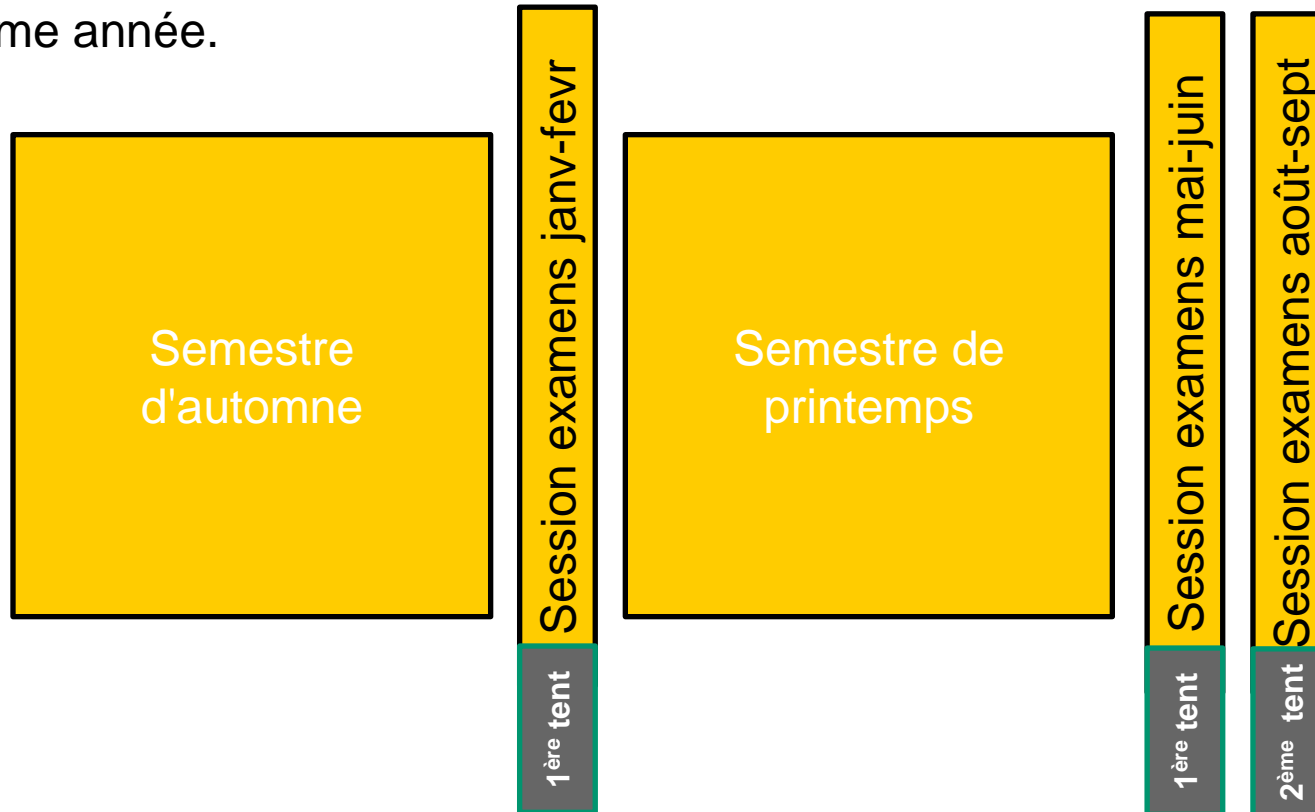 me année.
Semestre
d'automne
Session examens janv-fevr
1ère tent
Semestre de
printemps
Session examens mai-juin
1ère tent
Session examens août-sept
2ème tent